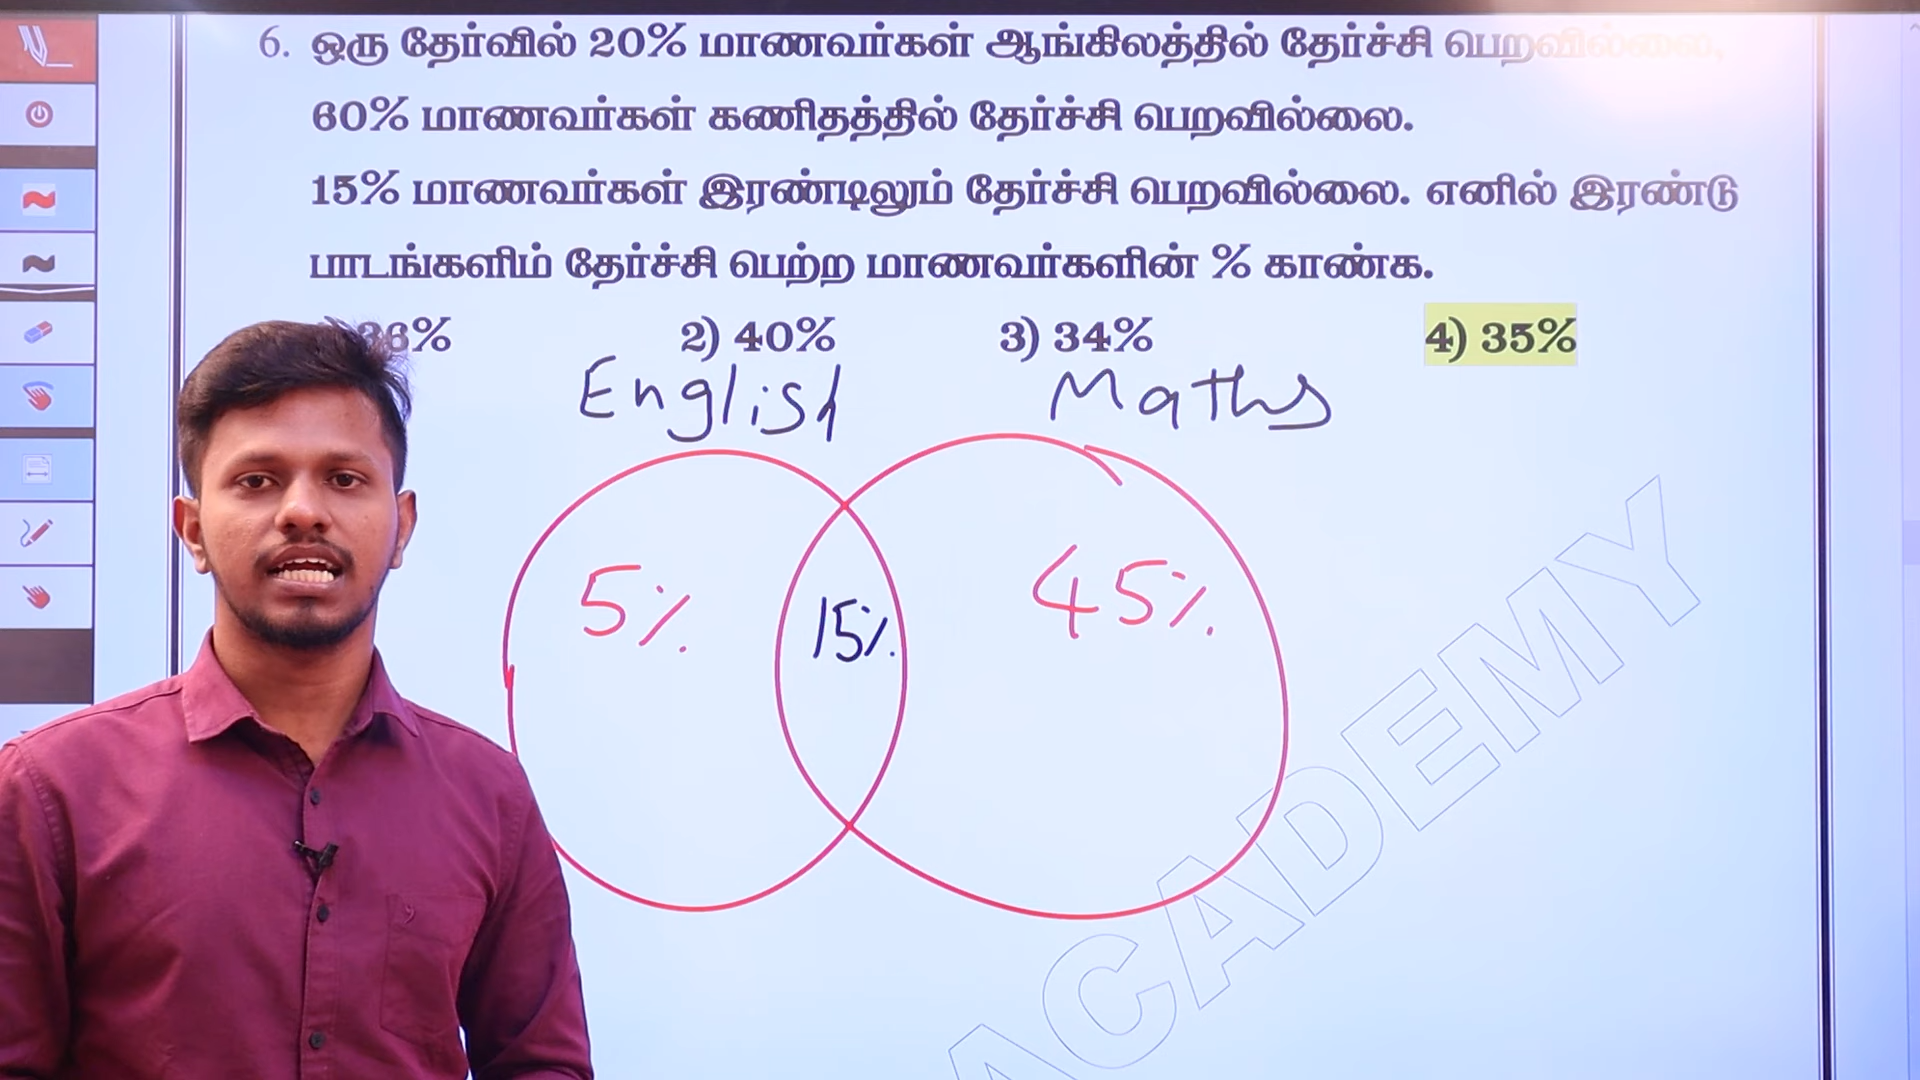 6. ஒரு தேர்வில் 20% மாணவர்கள் ஆங்கிலத்தில் தேர்ச்சி பெறவில்லை,
60% மாணவர்கள் கணிதத்தில் தேர்ச்சி பெறவில்லை.
15% மாணவர்கள் இரண்டிலும் தேர்ச்சி பெறவில்லை. எனில் இரண்டு
பாடங்களிம் தேர்ச்சி பெற்ற மாணவர்களின் % காண்க.
36% 2) 40% 3) 34% 4) 35%
English Maths
5% 15% 45%
ACADEMY